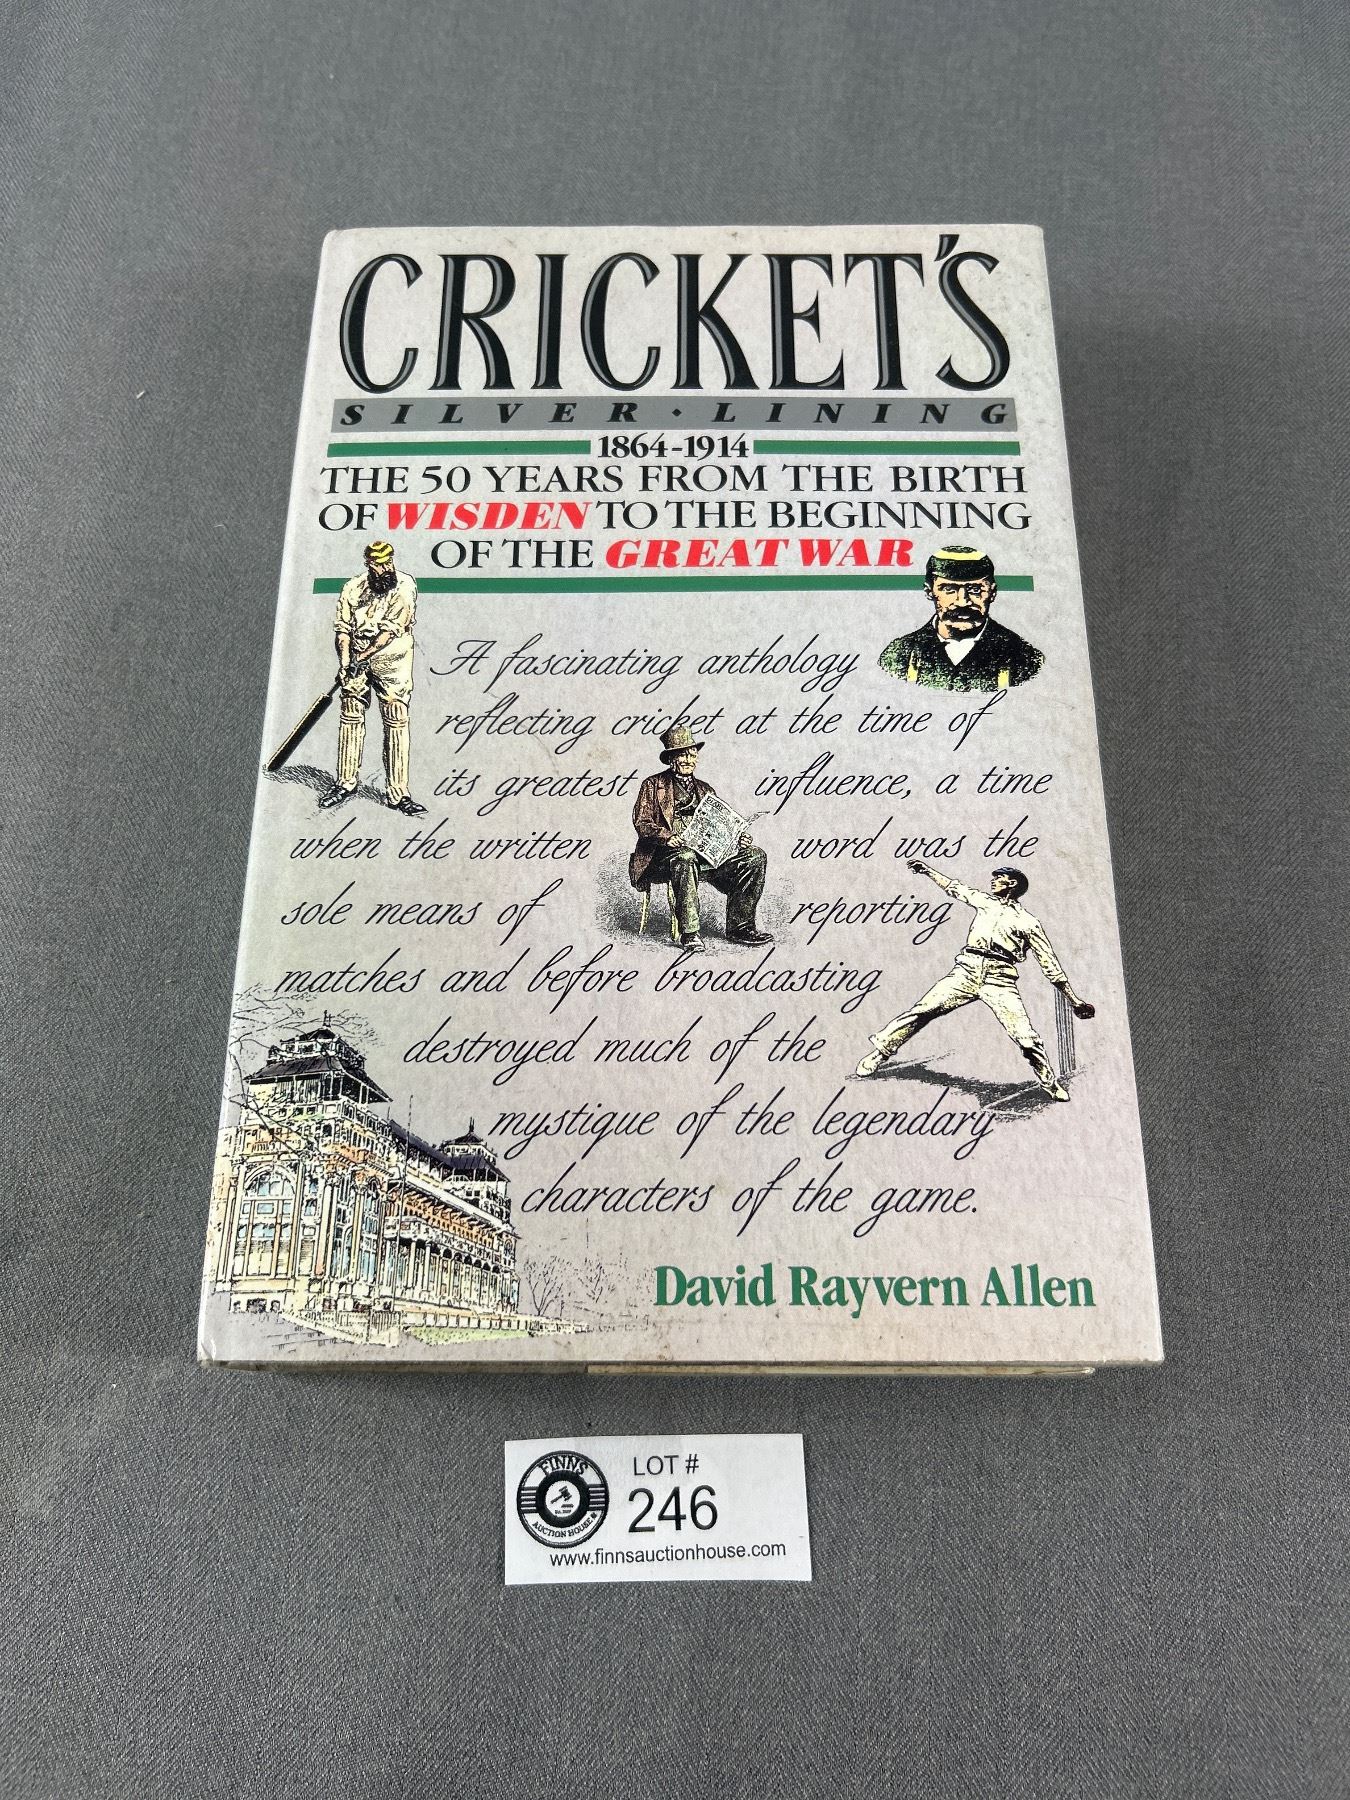 CRICKET'S
SILVER · LINING
1864-1914
THE 50 YEARS FROM THE BIRTH
OF WISDEN TO THE BEGINNING
OF THE GREAT WAR
A fascinating anthology
reflecting cricket at the time of
its greatest influence, a time
when the written word was the
sole means of reporting
matches and before broadcasting
destroyed much of the
mystique of the legendary
characters of the game.
David Rayvern Allen
FINNS
AUCTION HOUSE
LOT #
246
www.finnsauctionhouse.com